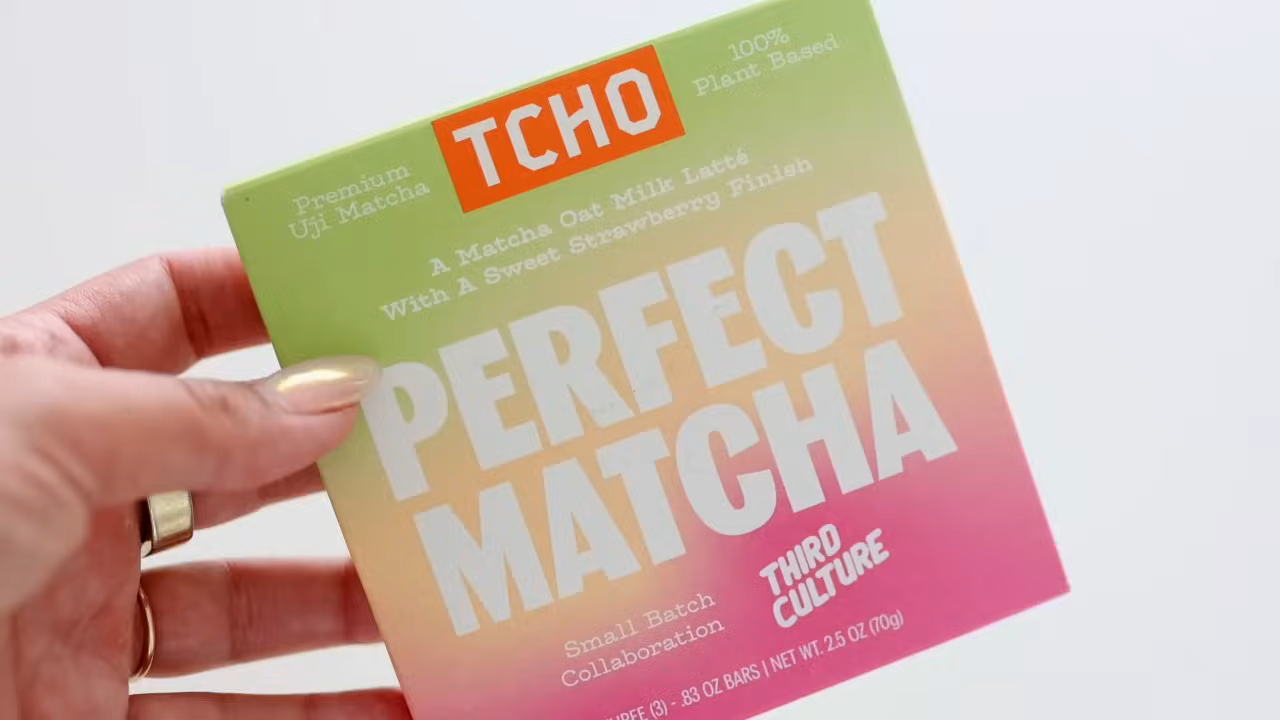 TCHO
100%
Plant Based
Premium
Uji Matcha
A Matcha Oat Milk Latté
With A Sweet Strawberry Finish
PERFECT
MATCHA
THIRD
CULTURE
Small Batch
Collaboration
(3) - .83 OZ BARS | NET WT. 2.5 OZ (70g)